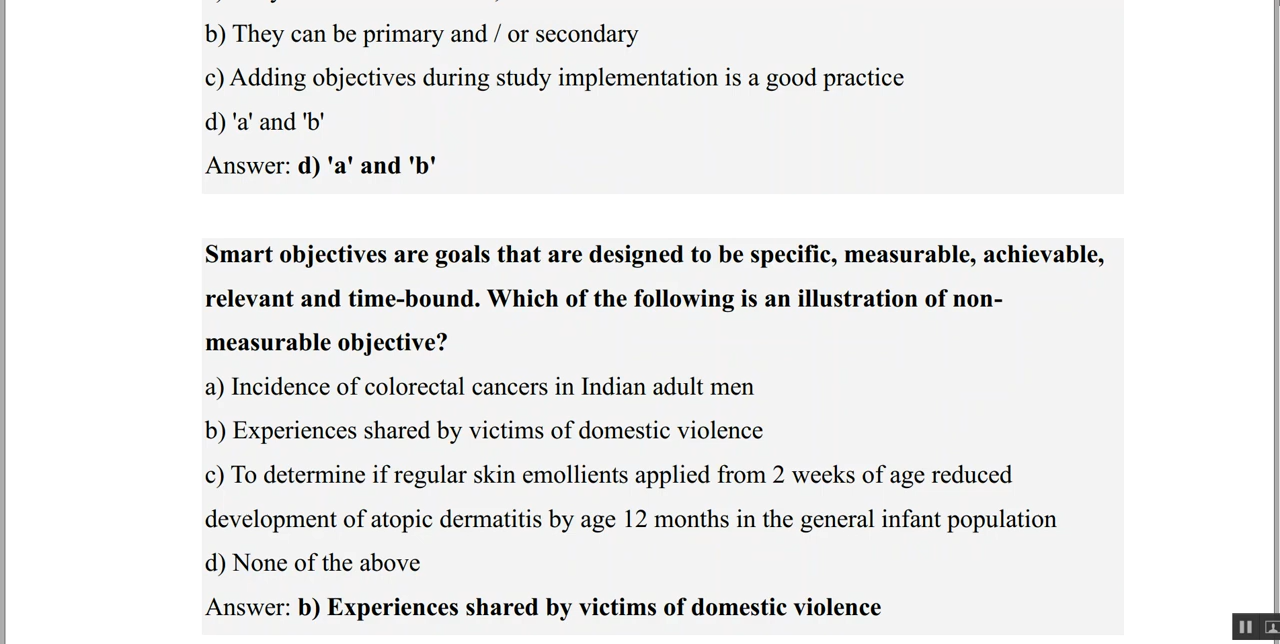 b) They can be primary and / or secondary
c) Adding objectives during study implementation is a good practice
d) 'a' and 'b'
Answer: d) 'a' and 'b'
Smart objectives are goals that are designed to be specific, measurable, achievable,
relevant and time-bound. Which of the following is an illustration of non-
measurable objective?
a) Incidence of colorectal cancers in Indian adult men
b) Experiences shared by victims of domestic violence
c) To determine if regular skin emollients applied from 2 weeks of age reduced
development of atopic dermatitis by age 12 months in the general infant population
d) None of the above
Answer: b) Experiences shared by victims of domestic violence